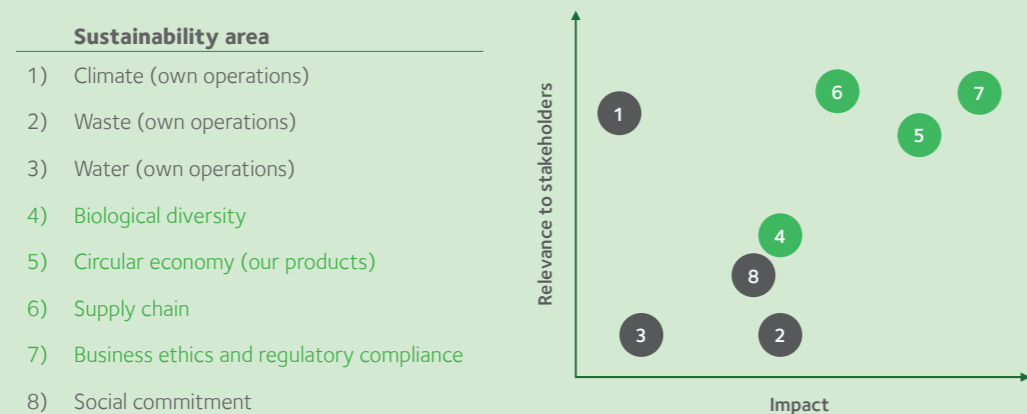 Sustainability area
1) Climate (own operations)
2) Waste (own operations)
3) Water (own operations)
4) Biological diversity
5) Circular economy (our products)
6) Supply chain
7) Business ethics and regulatory compliance
8) Social commitment
Relevance to stakeholders
6
7
1
5
4
8
3
2
Impact